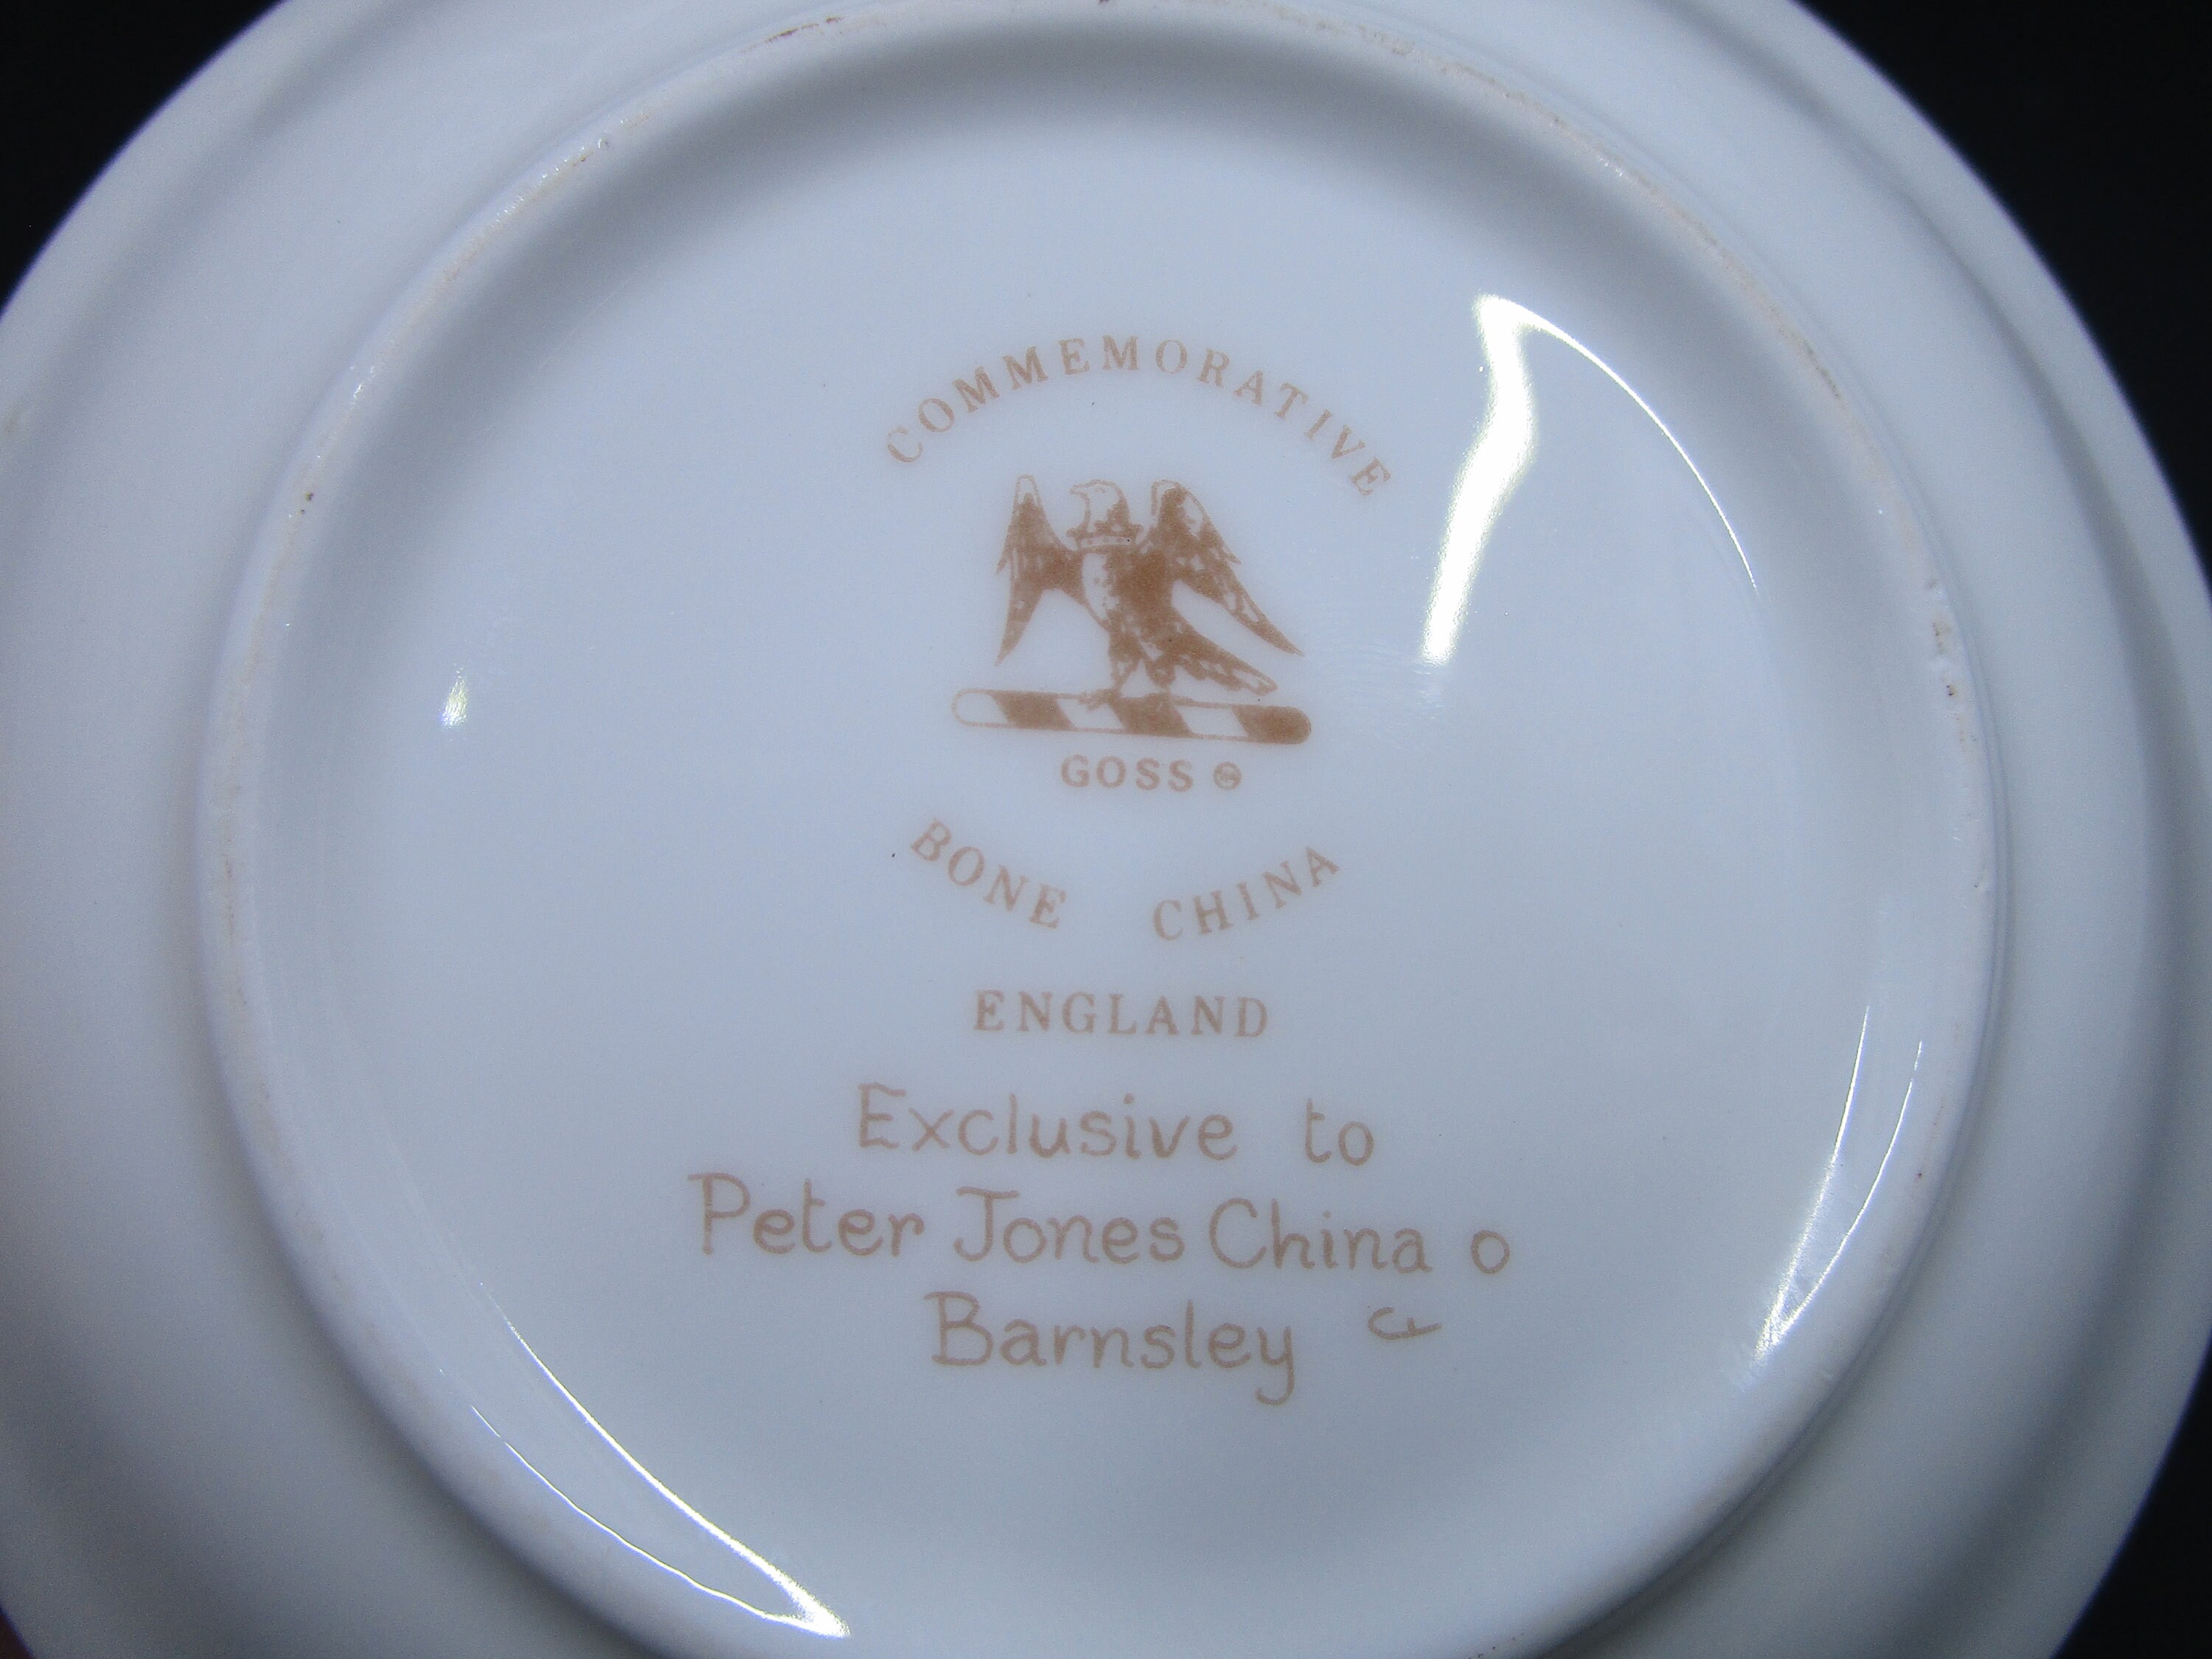 COMMEMORATIVE
GOSS
BONE CHINA
ENGLAND
Exclusive to
Peter Jones China o
Barnsley